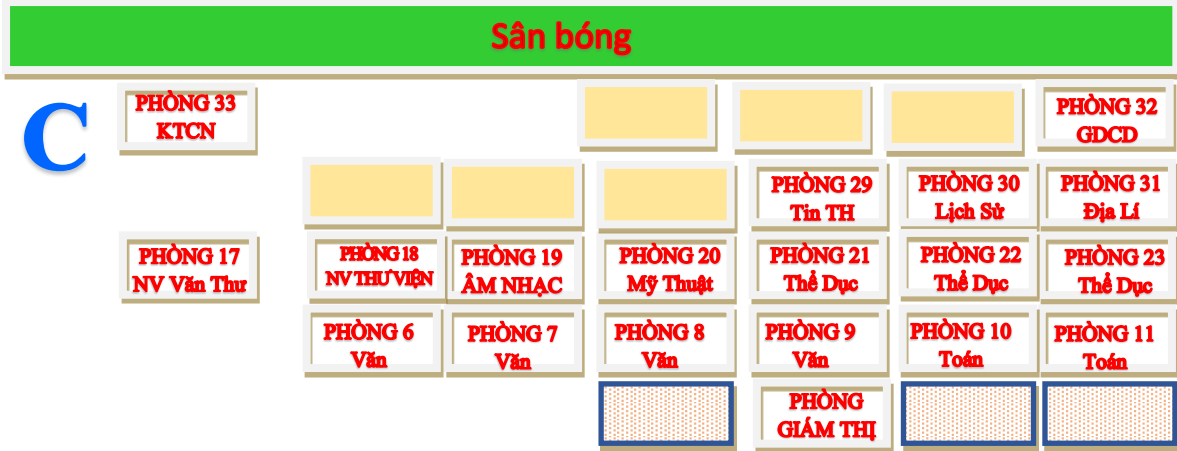 Sân bóng
C
PHÒNG 33
KTCN
PHÒNG 32
GDCD
PHÒNG 29
Tin TH
PHÒNG 30
Lịch Sử
PHÒNG 31
Địa Lí
PHÒNG 17
NV Văn Thư
PHÒNG 18
NV THƯ VIỆN
PHÒNG 19
ÂM NHẠC
PHÒNG 20
Mỹ Thuật
PHÒNG 21
Thể Dục
PHÒNG 22
Thể Dục
PHÒNG 23
Thể Dục
PHÒNG 6
Văn
PHÒNG 7
Văn
PHÒNG 8
Văn
PHÒNG 9
Văn
PHÒNG 10
Toán
PHÒNG 11
Toán
PHÒNG
GIÁM THỊ